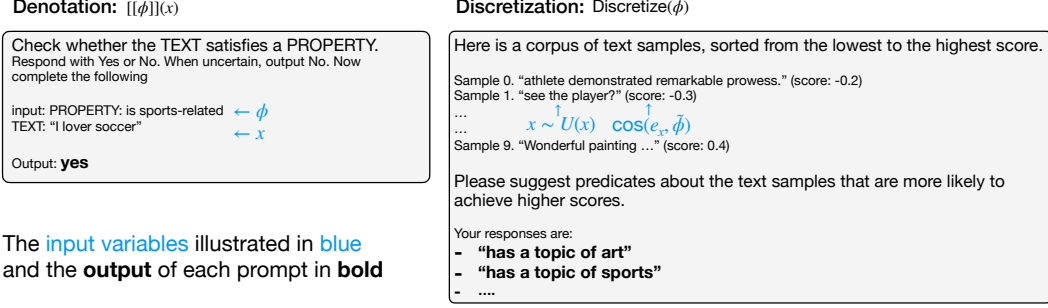 Denotation: [[ϕ]](x)
Check whether the TEXT satisfies a PROPERTY.
Respond with Yes or No. When uncertain, output No. Now
complete the following
input: PROPERTY: is sports-related ← ϕ
TEXT: “I lover soccer” ← x
Output: yes
The input variables illustrated in blue
and the output of each prompt in bold
Discretization: Discretize(ϕ)
Here is a corpus of text samples, sorted from the lowest to the highest score.
Sample 0. “athlete demonstrated remarkable prowess.” (score: -0.2)
Sample 1. “see the player?” (score: -0.3)
... ↑ ↑
... x ∼ U(x) cos(eₓ, ϕ̃)
Sample 9. “Wonderful painting ...” (score: 0.4)
Please suggest predicates about the text samples that are more likely to
achieve higher scores.
Your responses are:
- “has a topic of art”
- “has a topic of sports”
- ....